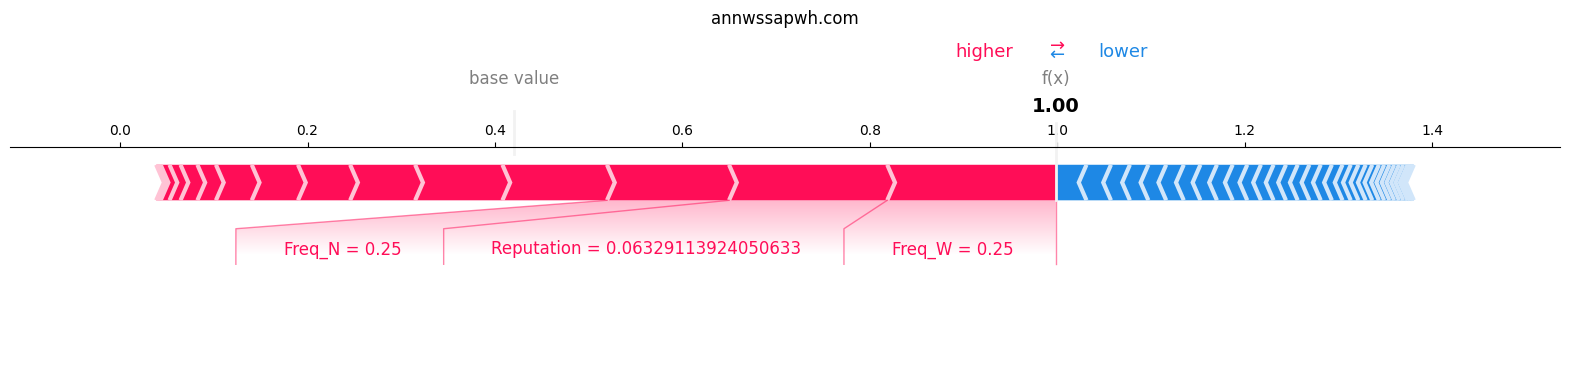 annwssapwh.com
higher ⇄ lower
base value f(x)
1.00
0.0 0.2 0.4 0.6 0.8 1.0 1.2 1.4
Freq_N = 0.25 Reputation = 0.06329113924050633 Freq_W = 0.25